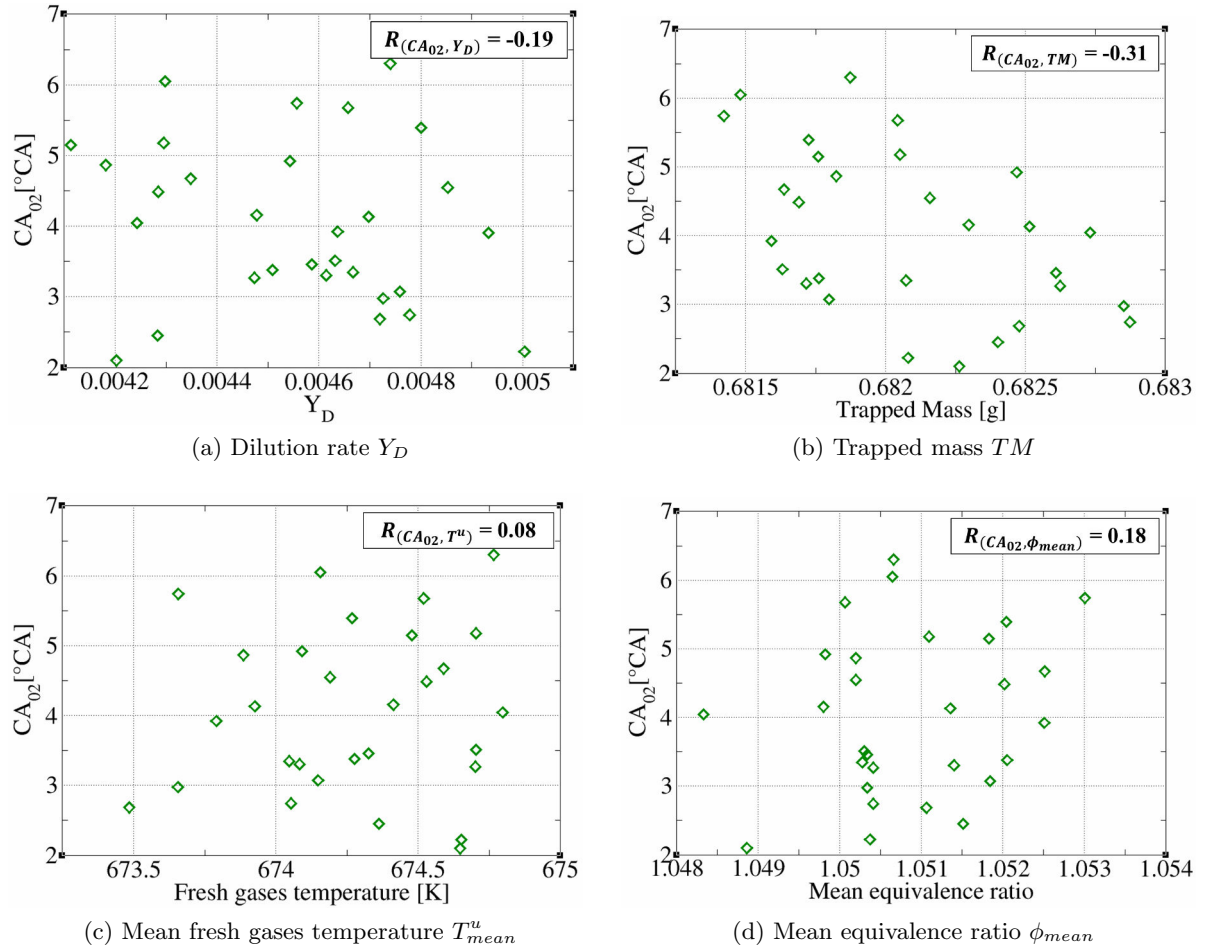 7
R(CA02, YD) = -0.19
6
5
CA02[°CA]
4
3
2
0.0042 0.0044 0.0046 0.0048 0.005
YD
(a) Dilution rate YD
7
R(CA02, TM) = -0.31
6
5
CA02[°CA]
4
3
2
0.6815 0.682 0.6825 0.683
Trapped Mass [g]
(b) Trapped mass TM
7
R(CA02, Tu) = 0.08
6
5
CA02[°CA]
4
3
2
673.5 674 674.5 675
Fresh gases temperature [K]
(c) Mean fresh gases temperature Tumean
7
R(CA02,ϕmean) = 0.18
6
5
CA02[°CA]
4
3
2
1.048 1.049 1.05 1.051 1.052 1.053 1.054
Mean equivalence ratio
(d) Mean equivalence ratio ϕmean